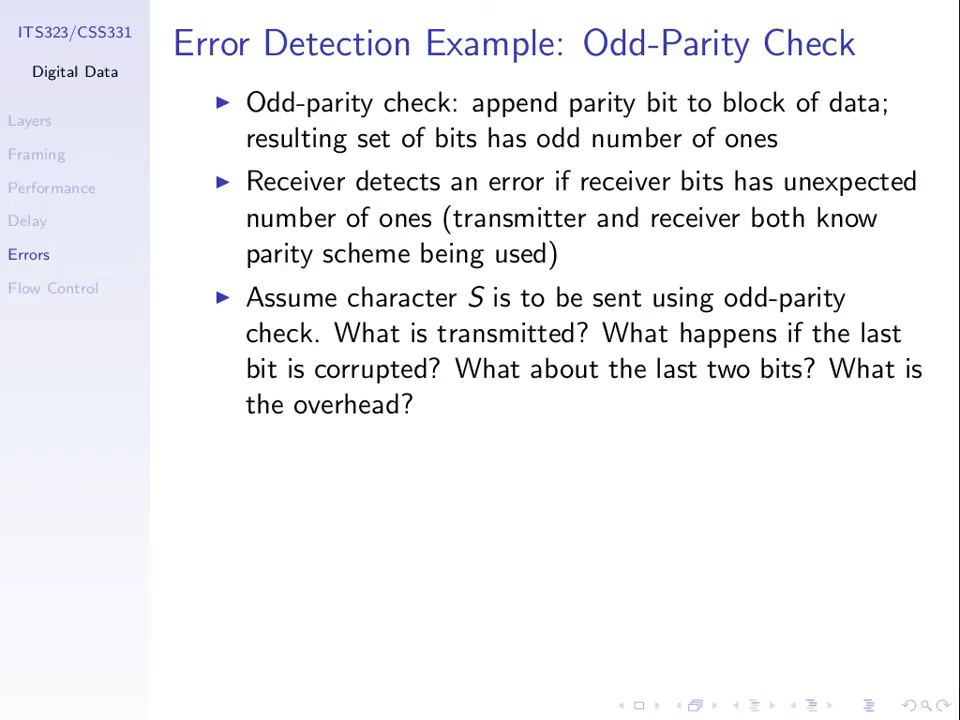 ITS323/CSS331
Digital Data
Layers
Framing
Performance
Delay
Errors
Flow Control
Error Detection Example: Odd-Parity Check
Odd-parity check: append parity bit to block of data;
resulting set of bits has odd number of ones
Receiver detects an error if receiver bits has unexpected
number of ones (transmitter and receiver both know
parity scheme being used)
Assume character S is to be sent using odd-parity
check. What is transmitted? What happens if the last
bit is corrupted? What about the last two bits? What is
the overhead?